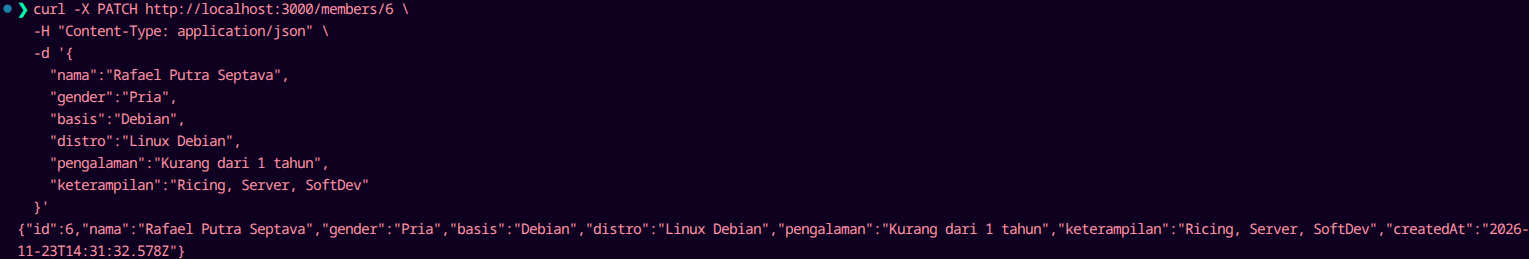 ❯ curl -X PATCH http://localhost:3000/members/6 \
-H "Content-Type: application/json" \
-d '{
"nama":"Rafael Putra Septava",
"gender":"Pria",
"basis":"Debian",
"distro":"Linux Debian",
"pengalaman":"Kurang dari 1 tahun",
"keterampilan":"Ricing, Server, SoftDev"
}'
{"id":6,"nama":"Rafael Putra Septava","gender":"Pria","basis":"Debian","distro":"Linux Debian","pengalaman":"Kurang dari 1 tahun","keterampilan":"Ricing, Server, SoftDev","createdAt":"2026-
11-23T14:31:32.578Z"}